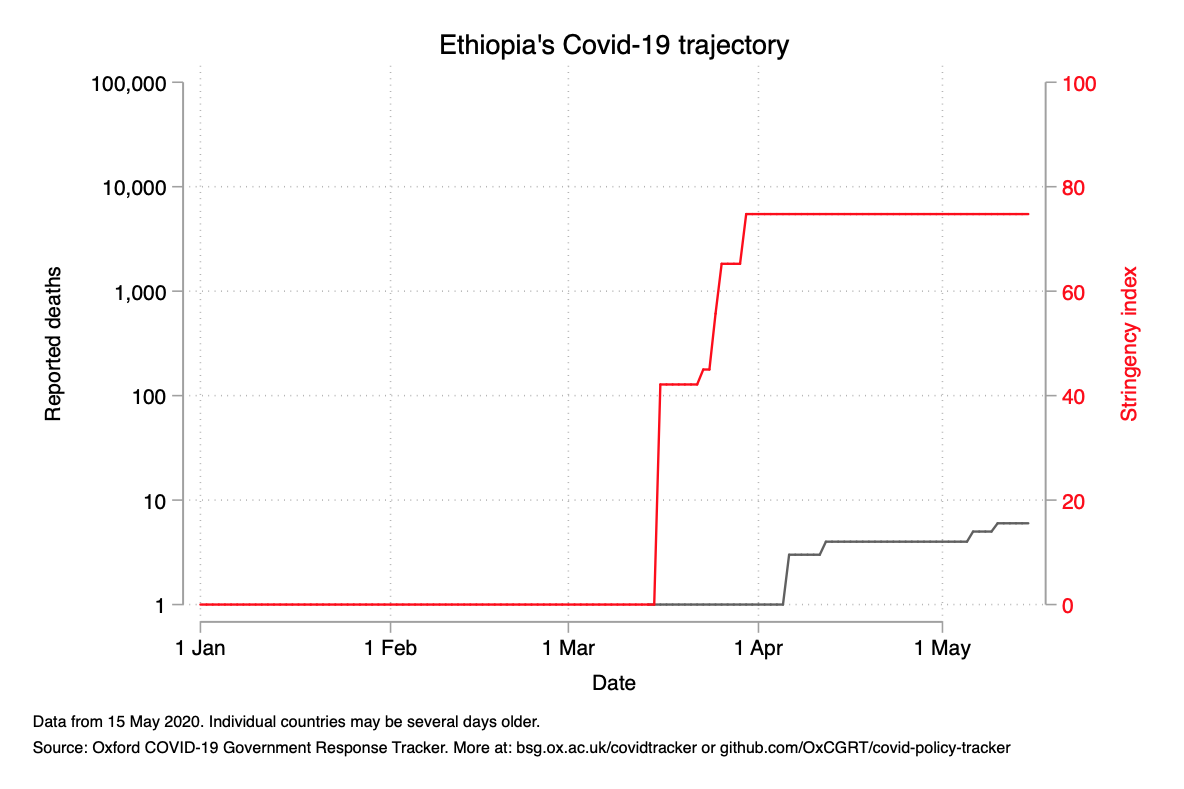 Ethiopia's Covid-19 trajectory
100,000
10,000
1,000
100
10
1
Reported deaths
100
80
60
40
20
0
Stringency index
1 Jan
1 Feb
1 Mar
1 Apr
1 May
Date
Data from 15 May 2020. Individual countries may be several days older.
Source: Oxford COVID-19 Government Response Tracker. More at: bsg.ox.ac.uk/covidtracker or github.com/OxCGRT/covid-policy-tracker